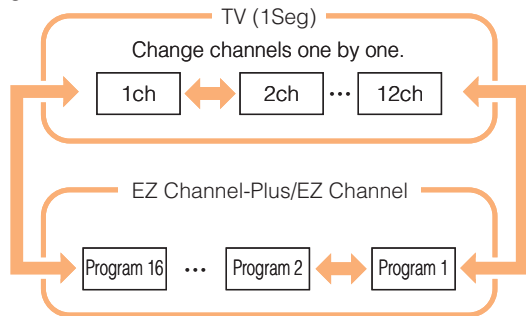 TV (1Seg)
Change channels one by one.
1ch 2ch ··· 12ch
EZ Channel-Plus/EZ Channel
Program 16 ··· Program 2 Program 1